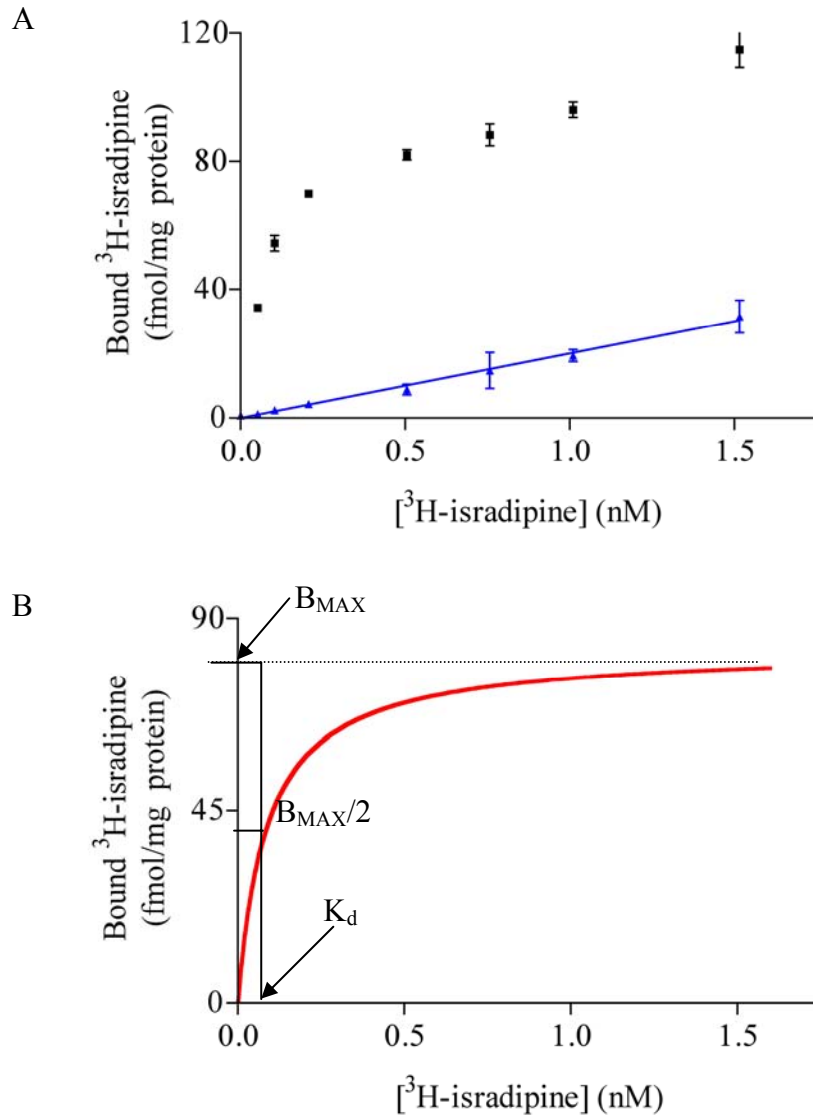 A
120
80
40
0
Bound ³H-isradipine
(fmol/mg protein)
0.0 0.5 1.0 1.5
[³H-isradipine] (nM)
B
B_MAX
90
45
0
Bound ³H-isradipine
(fmol/mg protein)
B_MAX/2
K_d
0.0 0.5 1.0 1.5
[³H-isradipine] (nM)